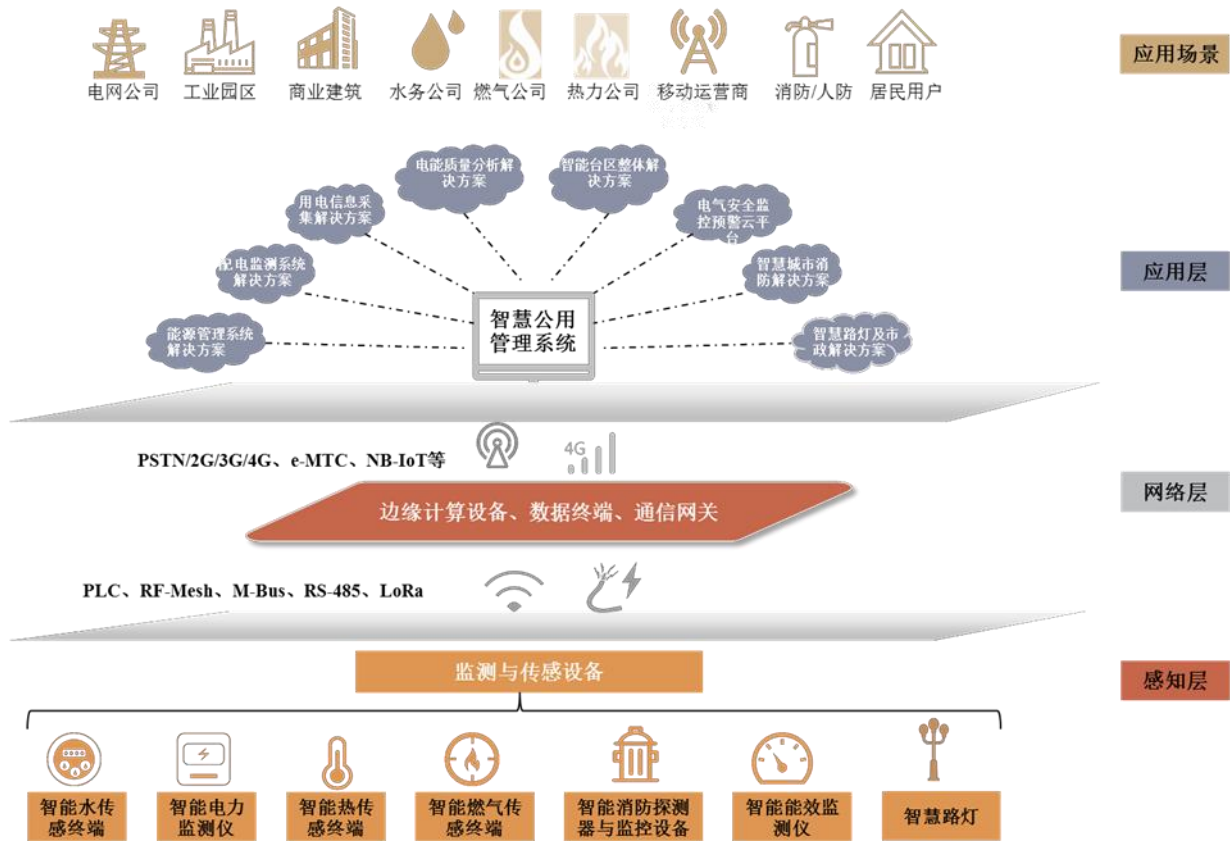 电网公司
工业园区
商业建筑
水务公司
燃气公司
热力公司
移动运营商
消防/人防
居民用户
应用场景
电能质量分析解
决方案
智能台区整体解
决方案
用电信息采
集解决方案
电气安全监
控预警云平
台
配电监测系统
解决方案
智慧城市消
防解决方案
应用层
能源管理系统
解决方案
智慧公用
管理系统
智慧路灯及市
政解决方案
PSTN/2G/3G/4G、e-MTC、NB-IoT等
4G
网络层
边缘计算设备、数据终端、通信网关
PLC、RF-Mesh、M-Bus、RS-485、LoRa
监测与传感设备
感知层
智能水传
感终端
智能电力
监测仪
智能热传
感终端
智能燃气传
感终端
智能消防探测
器与监控设备
智能能效监
测仪
智慧路灯